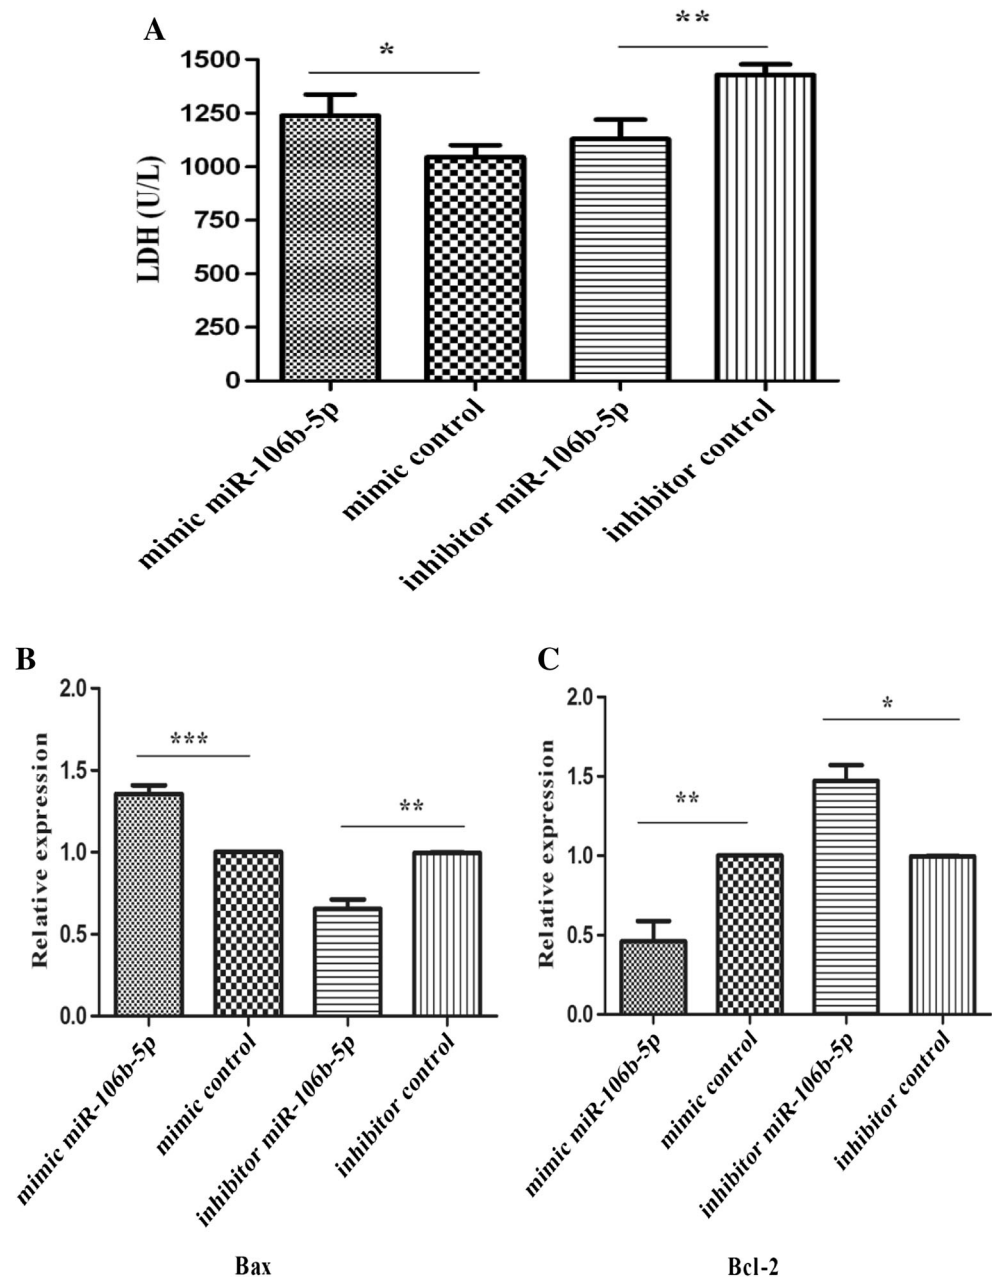 A
*
**
1500
1250
1000
750
500
250
0
LDH (U/L)
mimic miR-106b-5p
mimic control
inhibitor miR-106b-5p
inhibitor control
B
2.0
1.5
1.0
0.5
0.0
Relative expression
***
**
mimic miR-106b-5p
mimic control
inhibitor miR-106b-5p
inhibitor control
Bax
C
2.0
1.5
1.0
0.5
0.0
Relative expression
**
*
mimic miR-106b-5p
mimic control
inhibitor miR-106b-5p
inhibitor control
Bcl-2